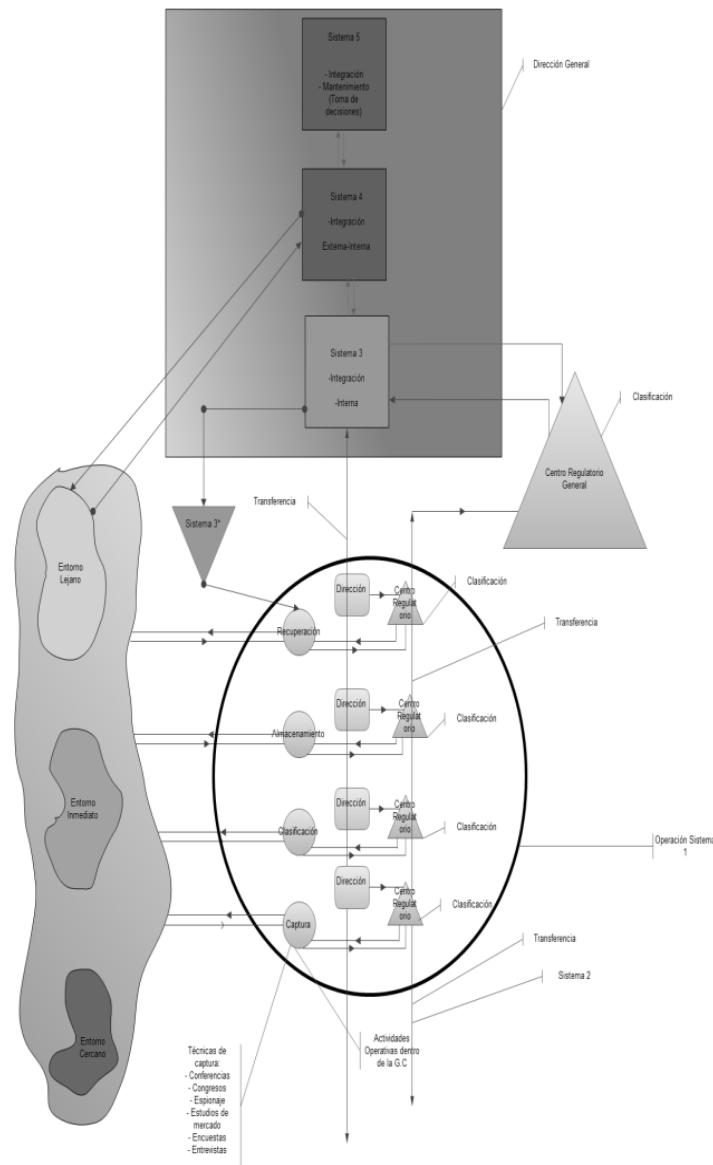 Sistema 5
- Integración
- Mantenimiento
(Toma de
decisiones)
Dirección General
Sistema 4
-Integración
Externa-Interna
Sistema 3
-Integración
-Interna
Clasificación
Centro Regulatorio
General
Transferencia
Sistema 3*
Entorno
Lejano
Dirección
Centro
Regulat
orio
Clasificación
Recuperación
Transferencia
Dirección
Centro
Regulat
orio
Clasificación
Almacenamiento
Entorno
Inmediato
Dirección
Centro
Regulat
orio
Clasificación
Clasificación
Operación Sistema
1
Dirección
Centro
Regulat
orio
Clasificación
Captura
Transferencia
Sistema 2
Entorno
Cercano
Técnicas de
captura:
- Conferencias
- Congresos
- Espionaje
- Estudios de
mercado
- Encuestas
- Entrevistas
Actividades
Operativas dentro
de la G.C